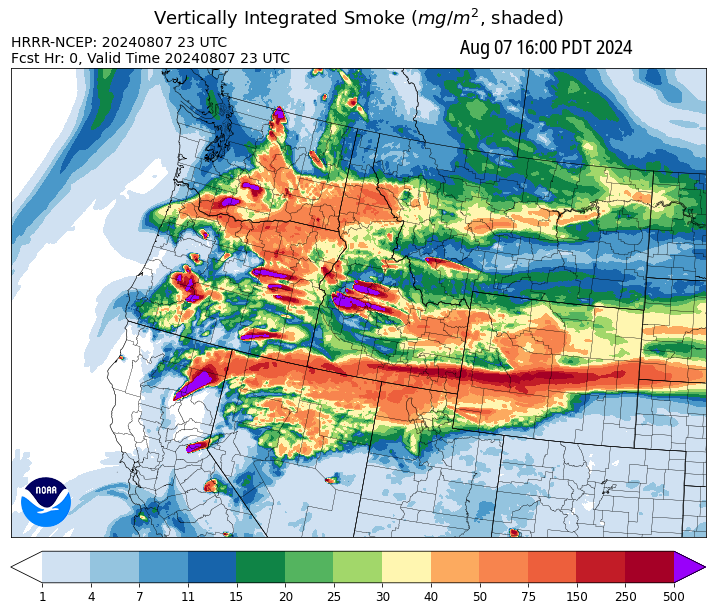 Vertically Integrated Smoke (mg/m², shaded)
HRRR-NCEP: 20240807 23 UTC
Fcst Hr: 0, Valid Time 20240807 23 UTC
Aug 07 16:00 PDT 2024
NOAA
1 4 7 11 15 20 25 30 40 50 75 150 250 500